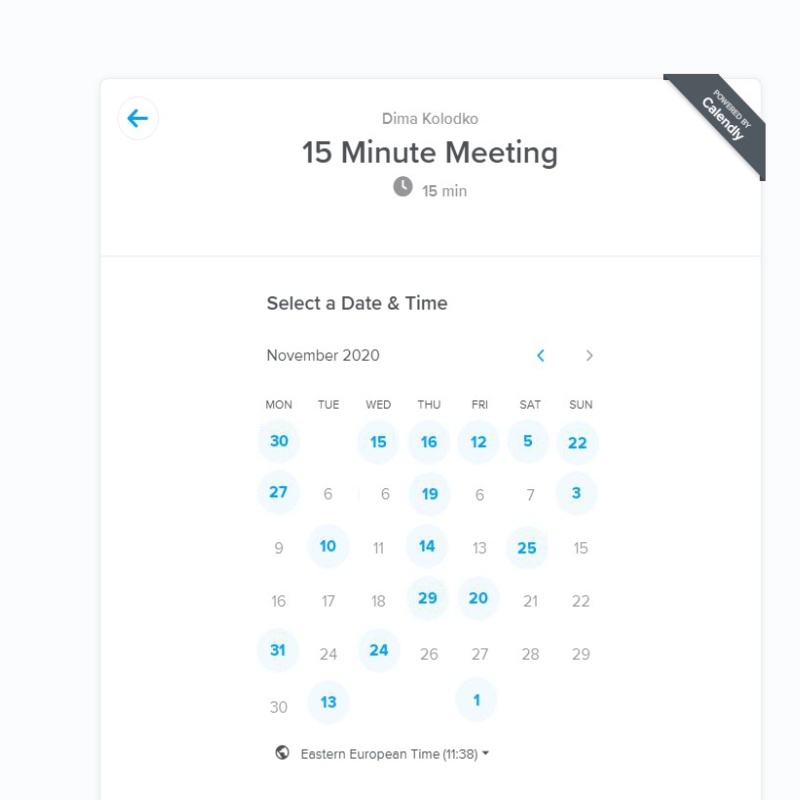 POWERED BY
Calendly
Dima Kolodko
15 Minute Meeting
15 min
Select a Date & Time
November 2020
MON TUE WED THU FRI SAT SUN
30 15 16 12 5 22
27 6 6 19 6 7 3
9 10 11 14 13 25 15
16 17 18 29 20 21 22
31 24 24 26 27 28 29
30 13 1
Eastern European Time (11:38)